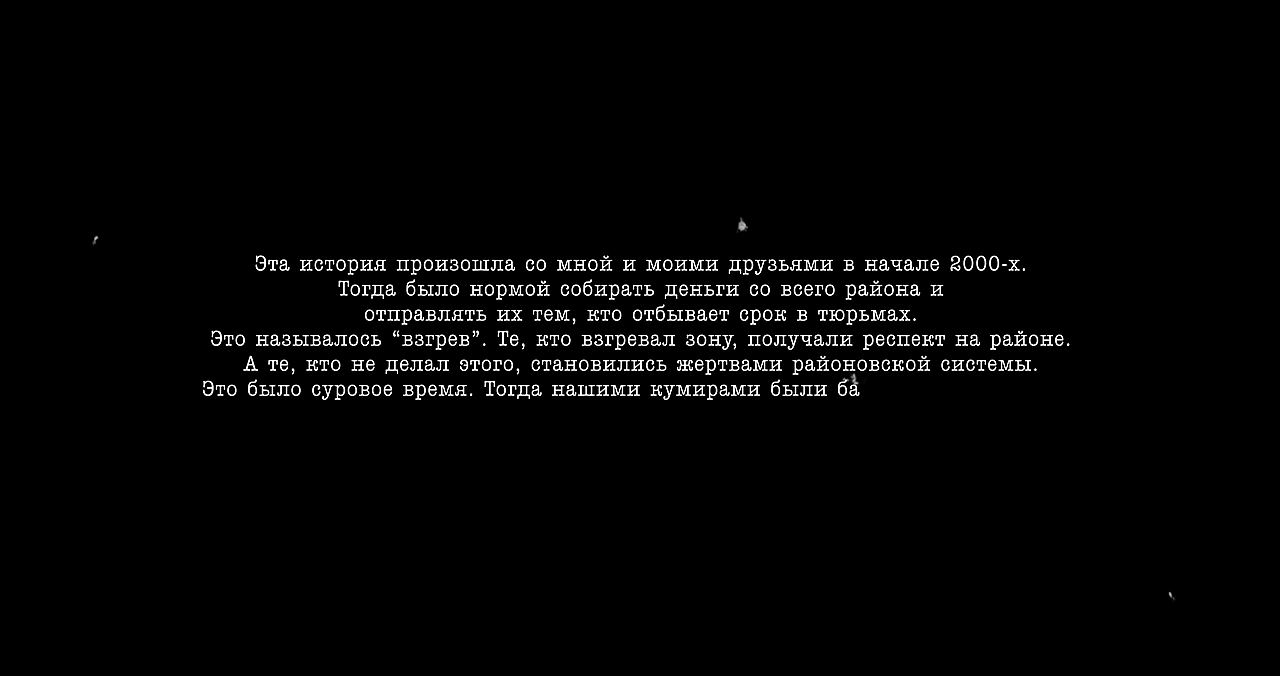 Эта история произошла со мной и моими друзьями в начале 2000-х.
Тогда было нормой собирать деньги со всего района и
отправлять их тем, кто отбывает срок в тюрьмах.
Это называлось “взгрев”. Те, кто взгревал зону, получали респект на районе.
А те, кто не делал этого, становились жертвами районовской системы.
Это было суровое время. Тогда нашими кумирами были ба